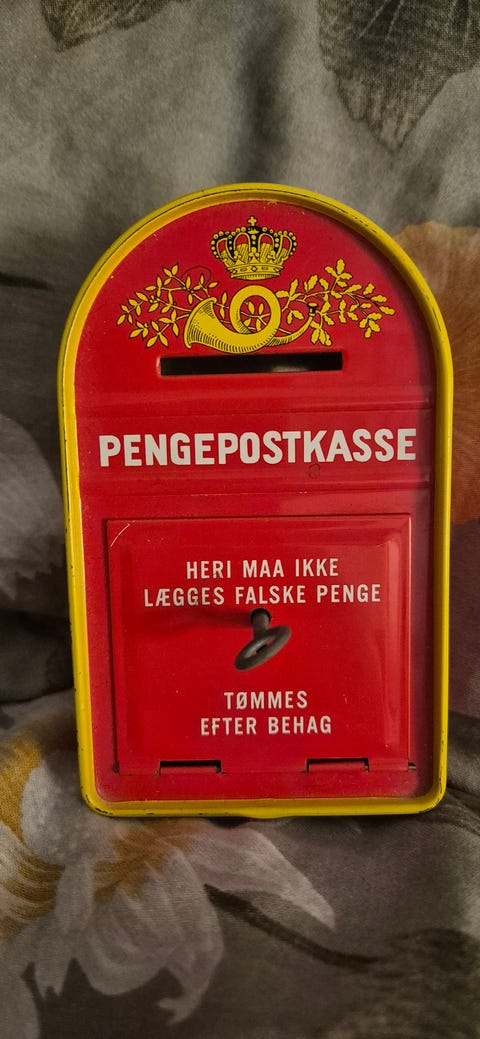 PENGEPOSTKASSE
HERI MAA IKKE
LÆGGES FALSKE PENGE
TØMMES
EFTER BEHAG